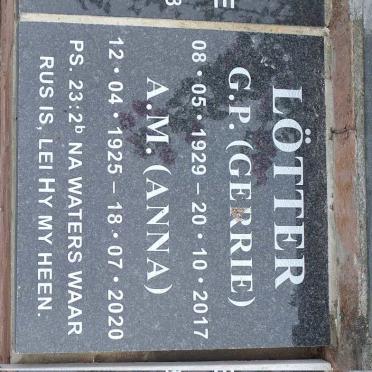 LÖTTER
G.P. (GERRIE)
08 • 05 • 1929 – 20 • 10 • 2017
A.M. (ANNA)
12 • 04 • 1925 – 18 • 07 • 2020
PS. 23:2ᵇ NA WATERS WAAR
RUS IS, LEI HY MY HEEN.